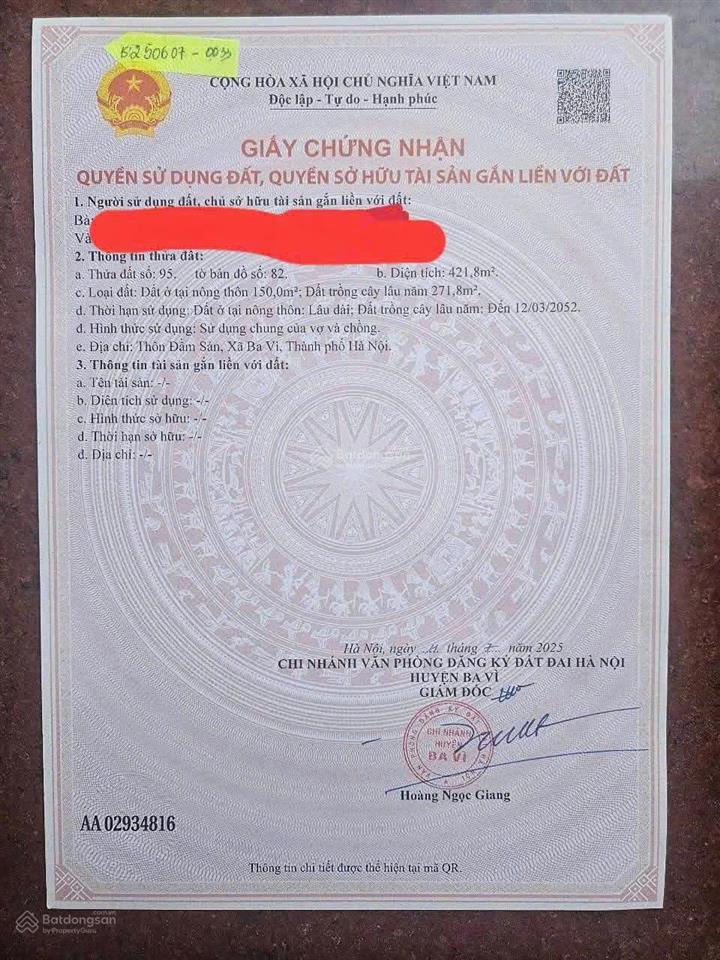 CỘNG HÒA XÃ HỘI CHỦ NGHĨA VIỆT NAM
Độc lập - Tự do - Hạnh phúc
GIẤY CHỨNG NHẬN
QUYỀN SỬ DỤNG ĐẤT, QUYỀN SỞ HỮU TÀI SẢN GẮN LIỀN VỚI ĐẤT
1. Người sử dụng đất, chủ sở hữu tài sản gắn liền với đất:
Bà:
Và
2. Thông tin thửa đất:
a. Thửa đất số: 95. tờ bản đồ số: 82. b. Diện tích: 421,8m².
c. Loại đất: Đất ở tại nông thôn 150,0m²; Đất trồng cây lâu năm 271,8m².
d. Thời hạn sử dụng: Đất ở tại nông thôn: Lâu dài; Đất trồng cây lâu năm: Đến 12/03/2052.
đ. Hình thức sử dụng: Sử dụng chung của vợ và chồng.
e. Địa chỉ: Thôn Đầm Sản, Xã Ba Vì, Thành phố Hà Nội.
3. Thông tin tài sản gắn liền với đất:
a. Tên tài sản: -/-
b. Diện tích sử dụng: -/-
c. Hình thức sở hữu: -/-
d. Thời hạn sở hữu: -/-
đ. Địa chỉ: -/-
Batdongsan
Hà Nội, ngày tháng năm 2025
CHI NHÁNH VĂN PHÒNG ĐĂNG KÝ ĐẤT ĐAI HÀ NỘI
HUYỆN BA VÌ
GIÁM ĐỐC
CHI NHÁNH
HUYỆN
BA VÌ
Hoàng Ngọc Giang
AA 02934816
Thông tin chi tiết được thể hiện tại mã QR.
Batdongsan
by PropertyGuru